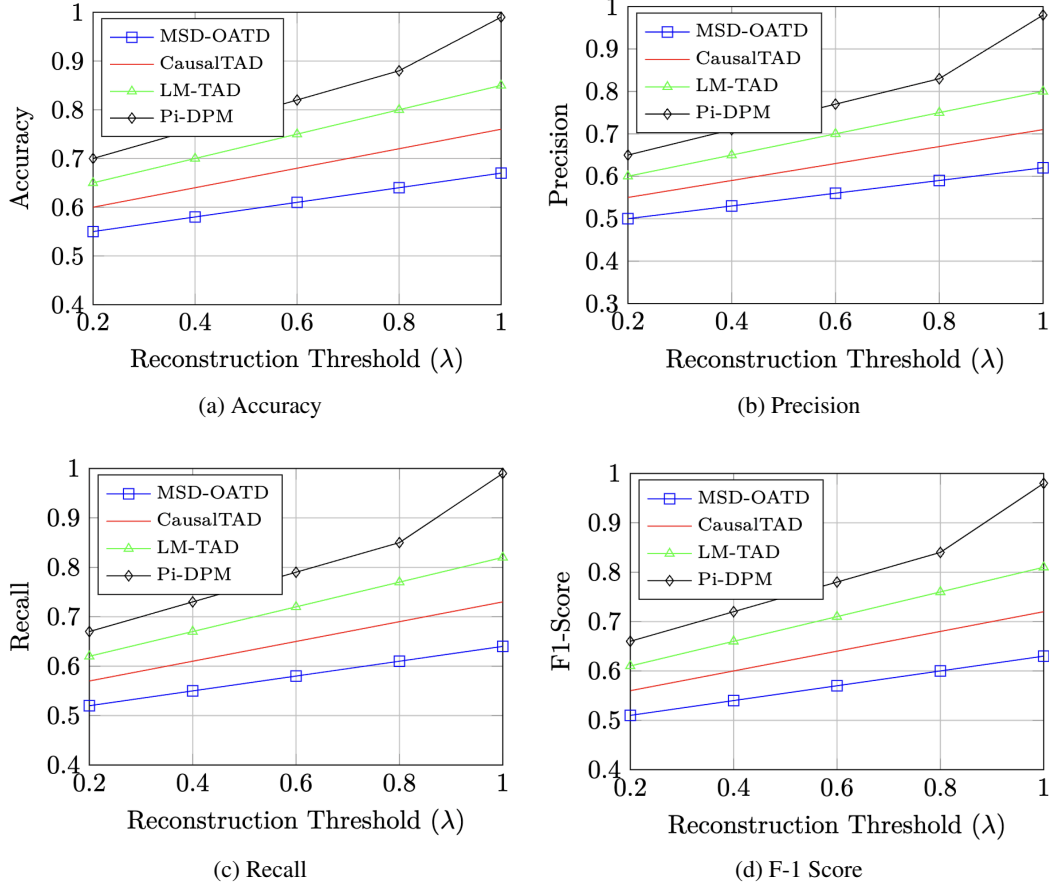 1
0.9
0.8
0.7
0.6
0.5
0.4
Accuracy
MSD-OATD
CausalTAD
LM-TAD
Pi-DPM
0.2 0.4 0.6 0.8 1
Reconstruction Threshold (λ)
(a) Accuracy
1
0.9
0.8
0.7
0.6
0.5
0.4
0.3
Precision
MSD-OATD
CausalTAD
LM-TAD
Pi-DPM
0.2 0.4 0.6 0.8 1
Reconstruction Threshold (λ)
(b) Precision
1
0.9
0.8
0.7
0.6
0.5
0.4
Recall
MSD-OATD
CausalTAD
LM-TAD
Pi-DPM
0.2 0.4 0.6 0.8 1
Reconstruction Threshold (λ)
(c) Recall
1
0.9
0.8
0.7
0.6
0.5
0.4
F1-Score
MSD-OATD
CausalTAD
LM-TAD
Pi-DPM
0.2 0.4 0.6 0.8 1
Reconstruction Threshold (λ)
(d) F-1 Score